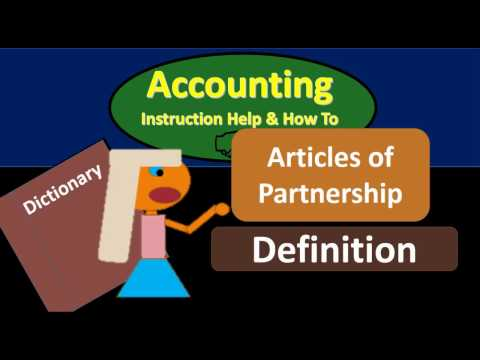 Accounting
Instruction Help & How To
Articles of
Partnership
Dictionary
Definition